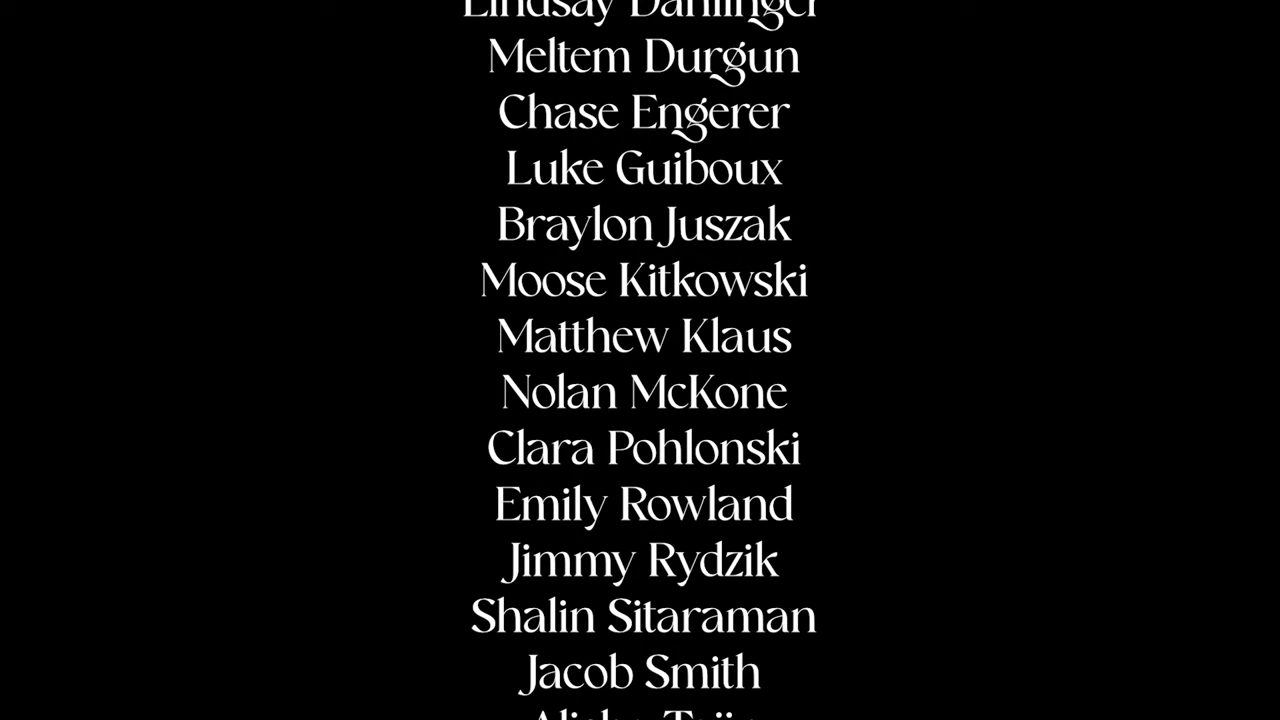 Lindsay
Meltem Durgun
Chase Engerer
Luke Guiboux
Braylon Juszak
Moose Kitkowski
Matthew Klaus
Nolan McKone
Clara Pohlonski
Emily Rowland
Jimmy Rydzik
Shalin Sitaraman
Jacob Smith